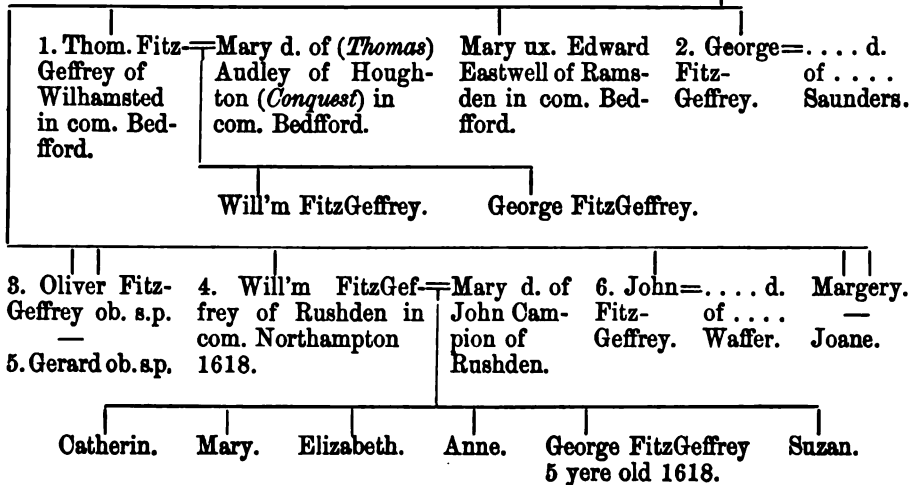 1. Thom. Fitz-
Geffrey of
Wilhamsted
in com. Bed-
fford.
Mary d. of (Thomas)
Audley of Hough-
ton (Conquest) in
com. Bedfford.
Mary ux. Edward
Eastwell of Rams-
den in com. Bed-
fford.
2. George=. . . . d.
Fitz- of . . . .
Geffrey. Saunders.
Will'm FitzGeffrey. George FitzGeffrey.
3. Oliver Fitz-
Geffrey ob. s.p.
—
5. Gerard ob. s.p.
4. Will'm FitzGef-
frey of Rushden in
com. Northampton
1618.
Mary d. of
John Cam-
pion of
Rushden.
6. John=. . . . d.
Fitz- of . . . .
Geffrey. Waffer.
Margery.
—
Joane.
Catherin. Mary. Elizabeth. Anne. George FitzGeffrey Suzan.
5 yere old 1618.